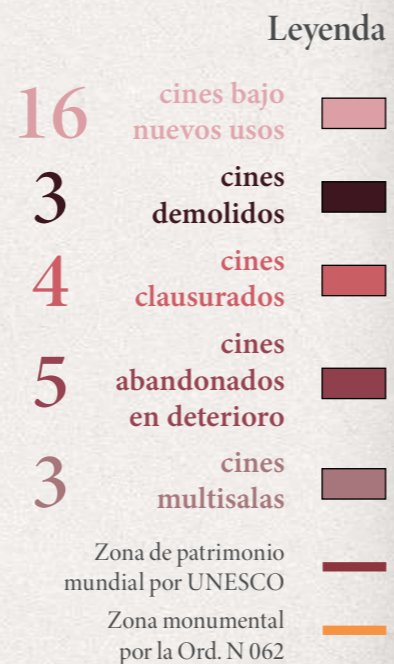 Leyenda
16
cines bajo
nuevos usos
3
cines
demolidos
4
cines
clausurados
5
cines
abandonados
en deterioro
3
cines
multisalas
Zona de patrimonio
mundial por UNESCO
Zona monumental
por la Ord. N 062